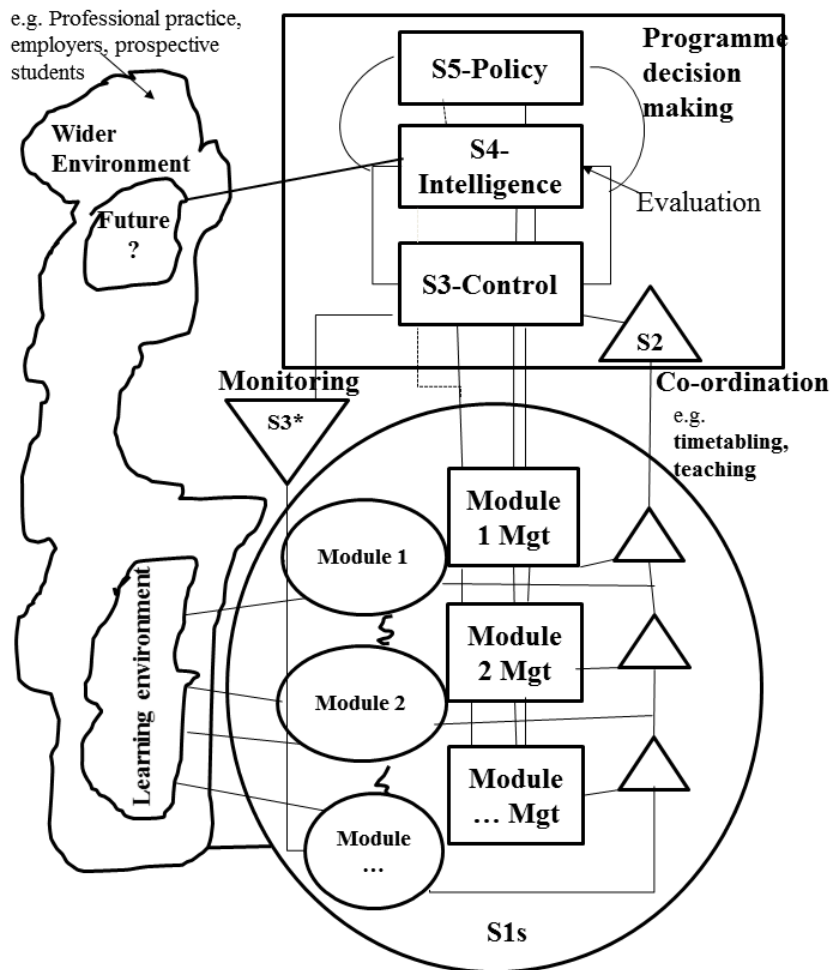 e.g. Professional practice,
employers, prospective
students
Wider
Environment
Future
?
Programme
decision
making
S5-Policy
S4-
Intelligence
Evaluation
S3-Control
S2
Monitoring
S3*
Co-ordination
e.g.
timetabling,
teaching
Module
1 Mgt
Module 1
Module
2 Mgt
Module 2
Learning environment
Module
... Mgt
Module
...
S1s